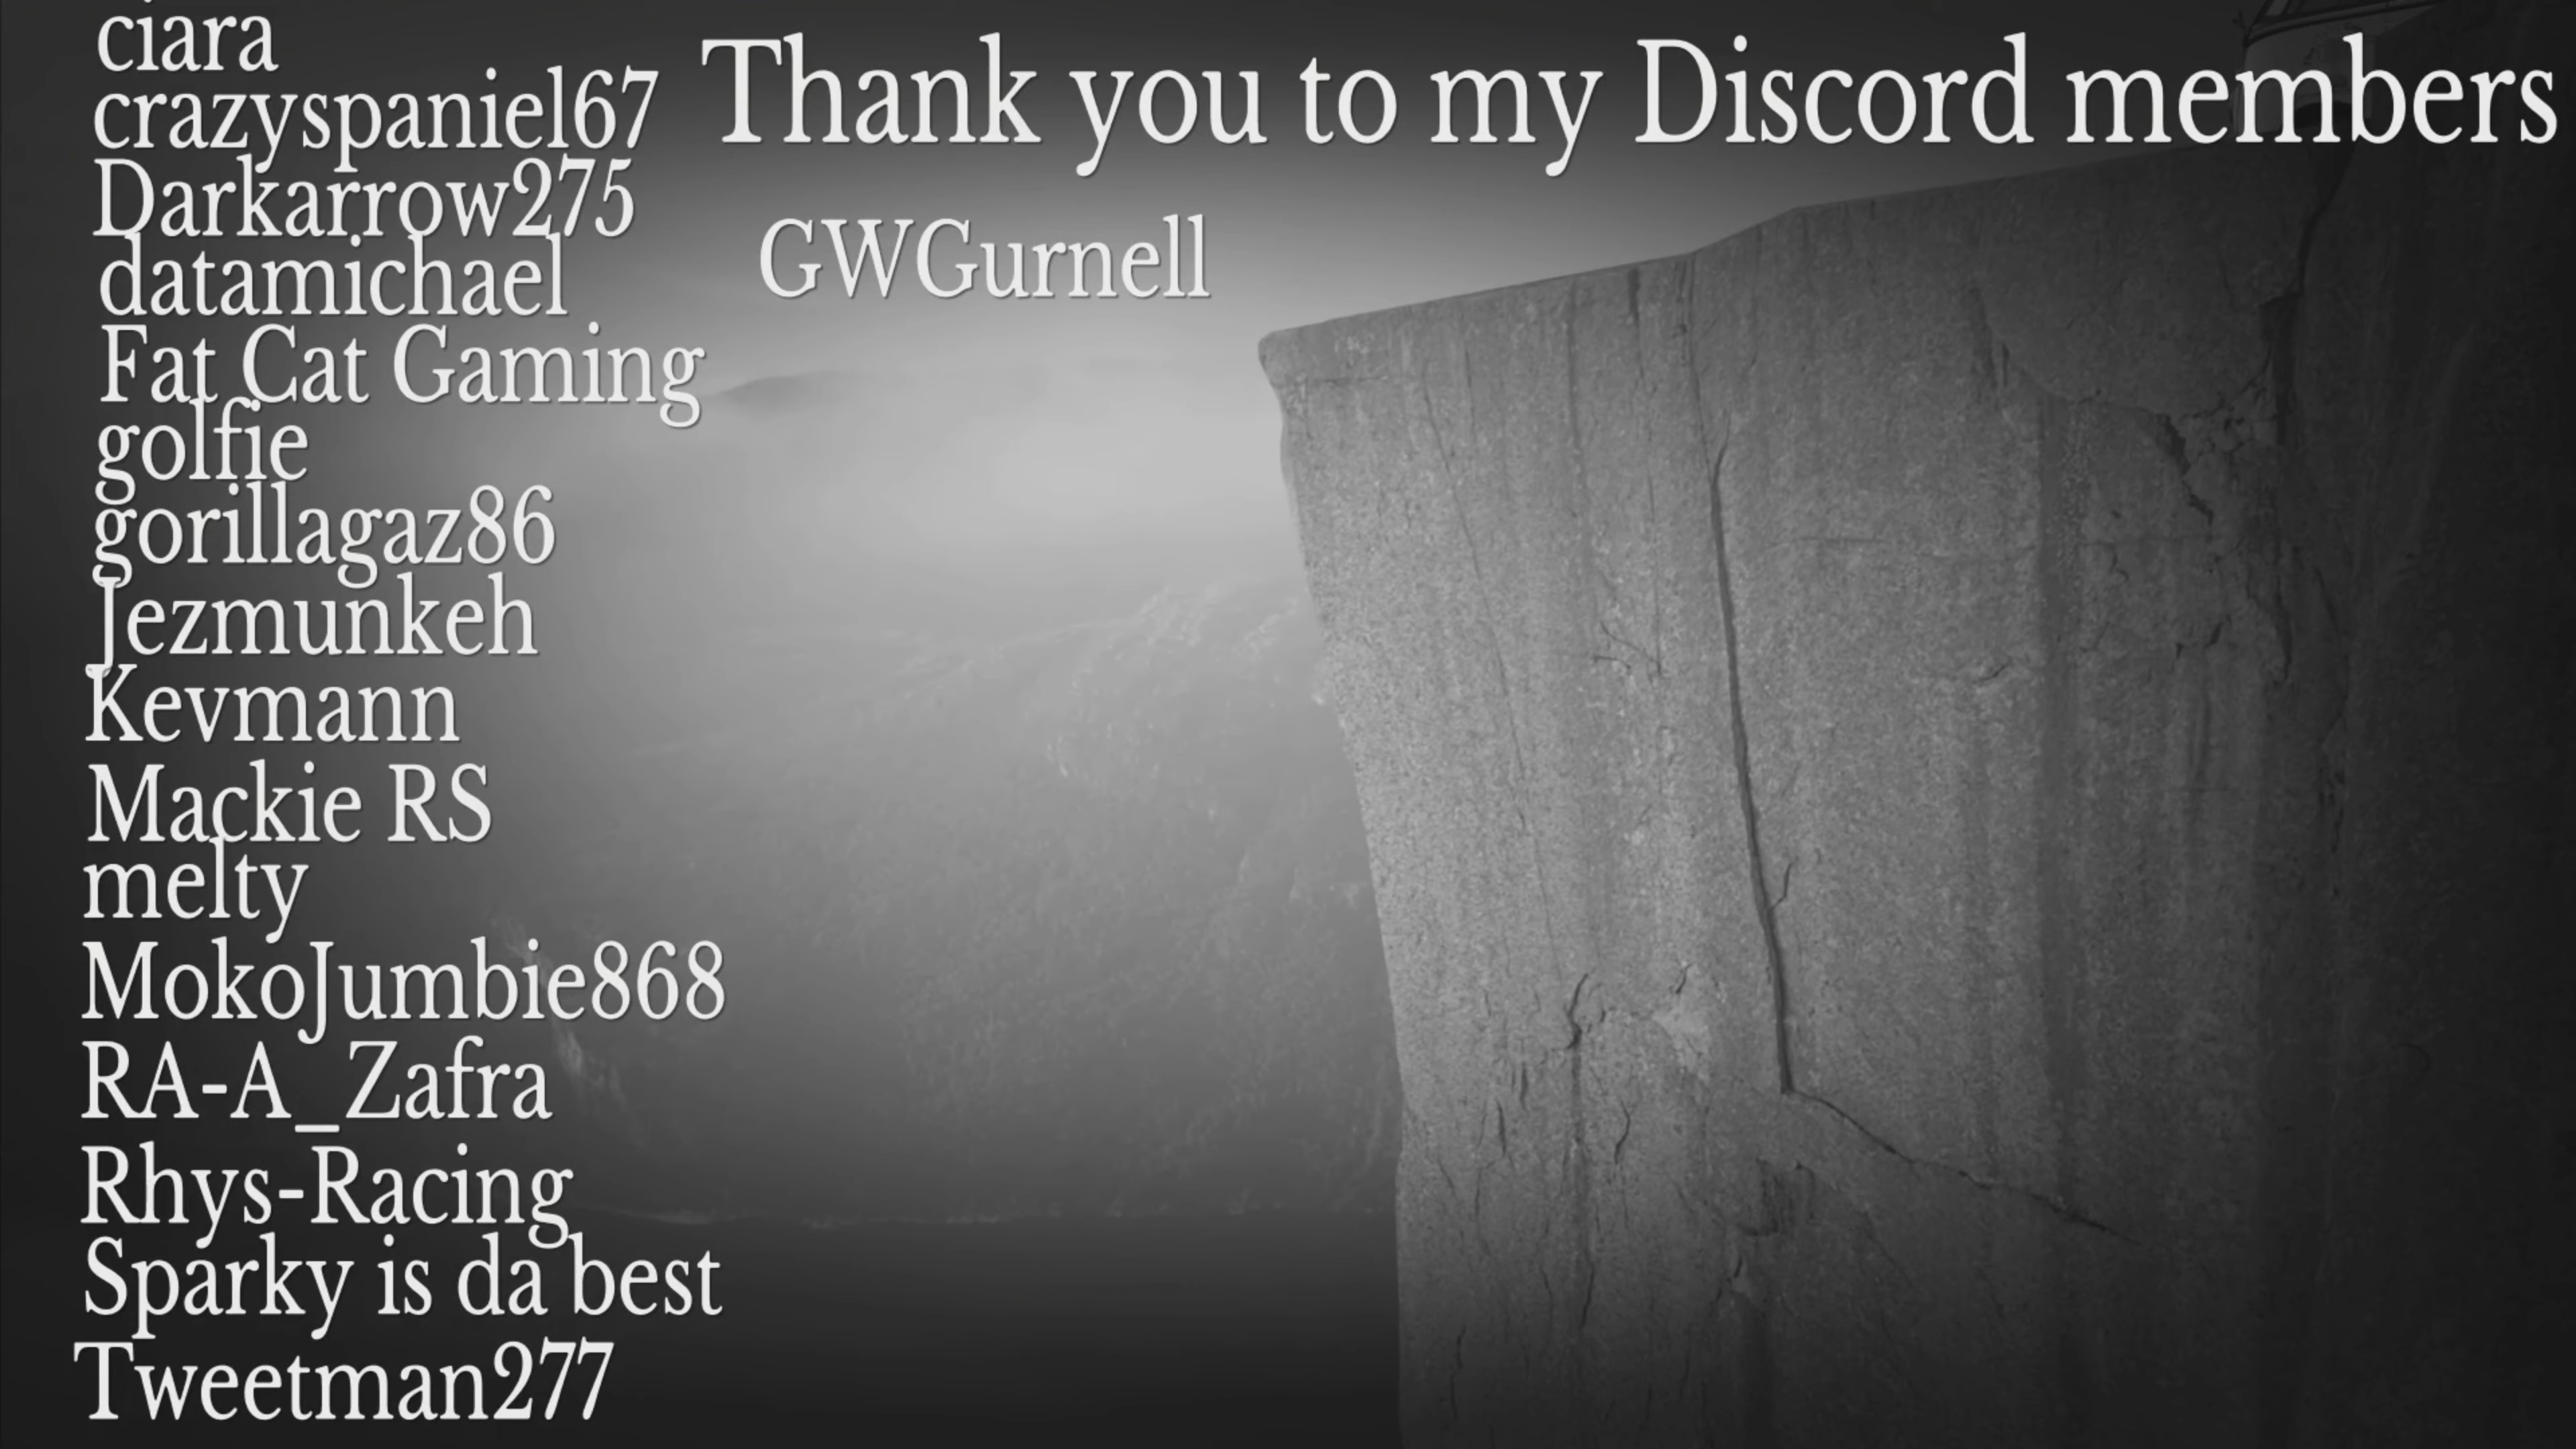 Thank you to my Discord members
ciara
crazyspaniel67
Darkarrow275
datamichael
Fat Cat Gaming
golfie
gorillagaz86
Jezmunkeh
Kevmann
Mackie RS
melty
MokoJumbie868
RA-A_Zafra
Rhys-Racing
Sparky is da best
Tweetman277
GWGurnell